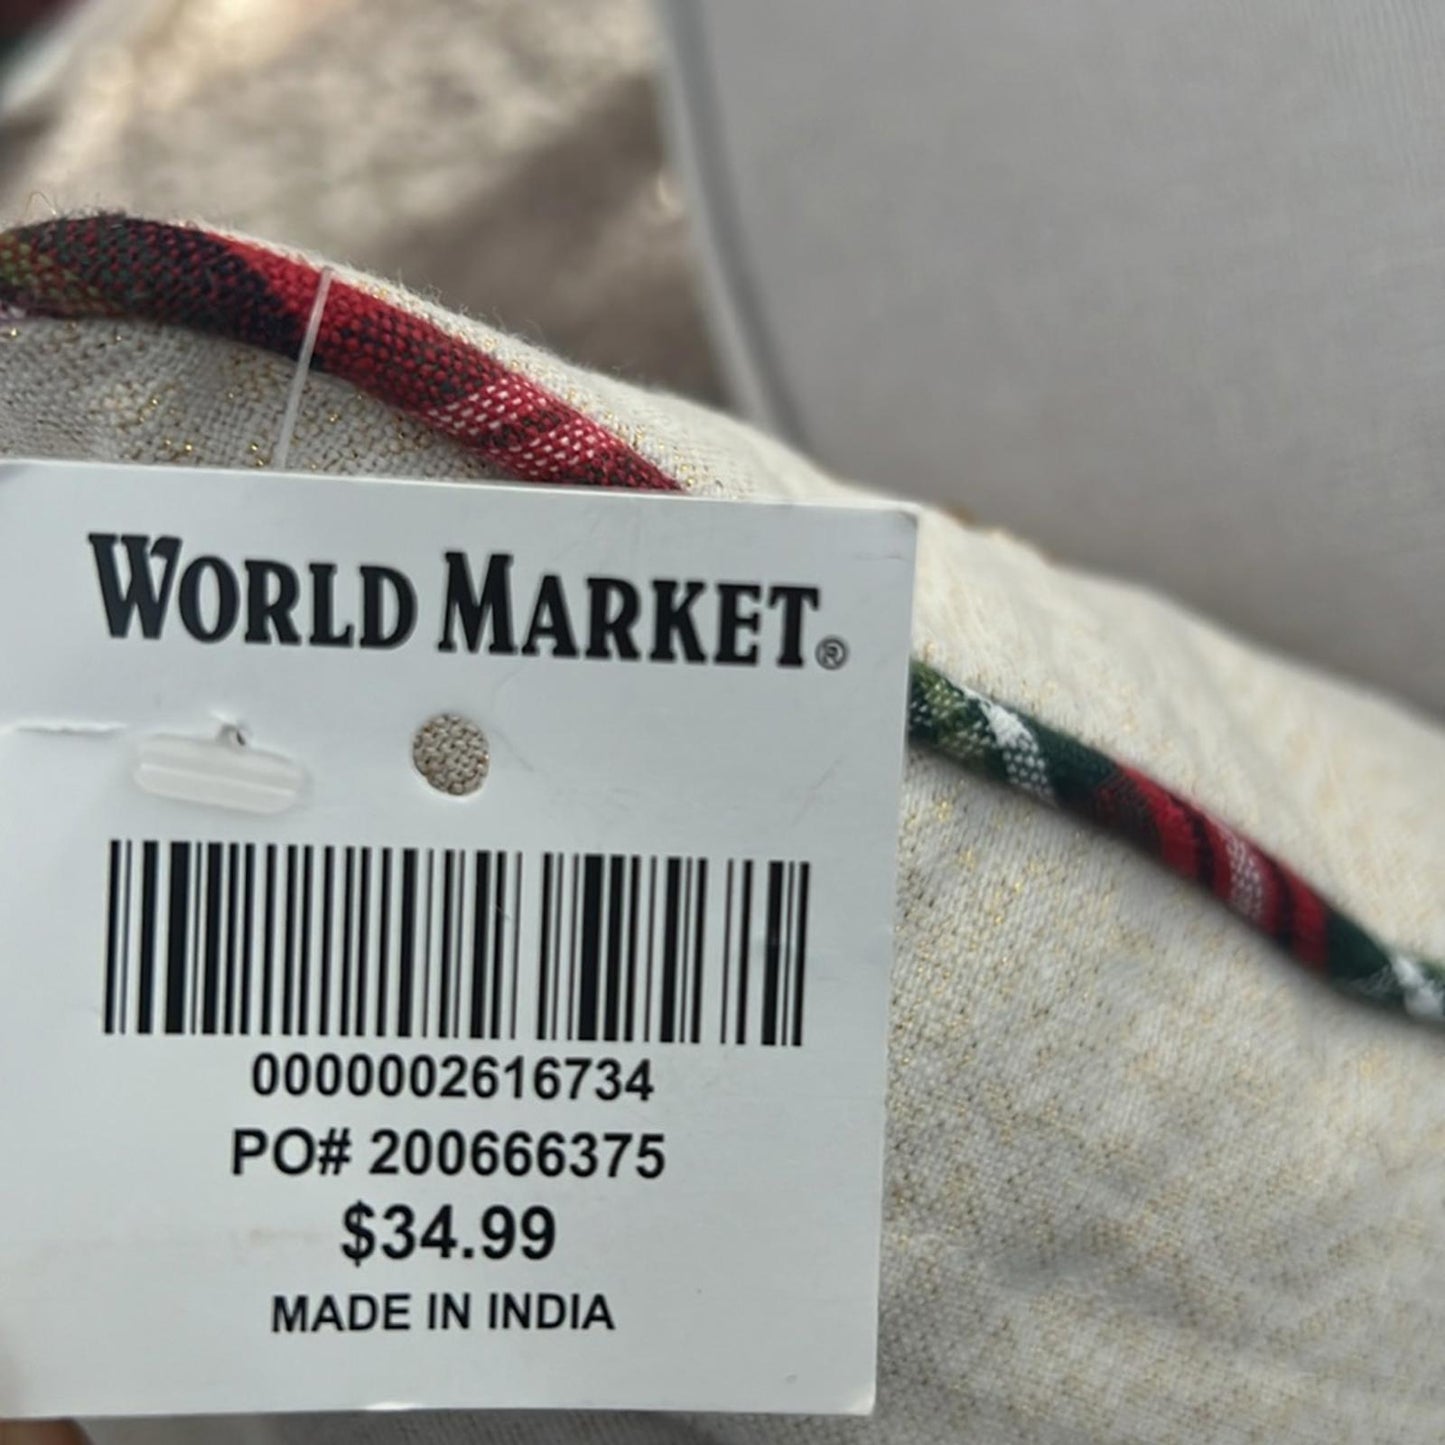 WORLD MARKET®
0000002616734
PO# 200666375
$34.99
MADE IN INDIA